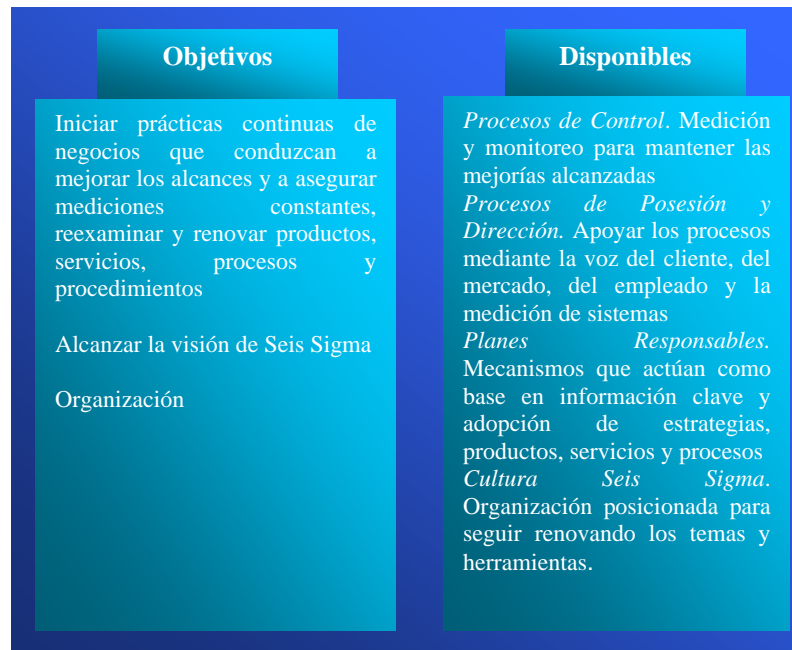 Objetivos
Iniciar prácticas continuas de
negocios que conduzcan a
mejorar los alcances y a asegurar
mediciones constantes,
reexaminar y renovar productos,
servicios, procesos y
procedimientos
Alcanzar la visión de Seis Sigma
Organización
Disponibles
Procesos de Control. Medición
y monitoreo para mantener las
mejorías alcanzadas
Procesos de Posesión y
Dirección. Apoyar los procesos
mediante la voz del cliente, del
mercado, del empleado y la
medición de sistemas
Planes Responsables.
Mecanismos que actúan como
base en información clave y
adopción de estrategias,
productos, servicios y procesos
Cultura Seis Sigma.
Organización posicionada para
seguir renovando los temas y
herramientas.